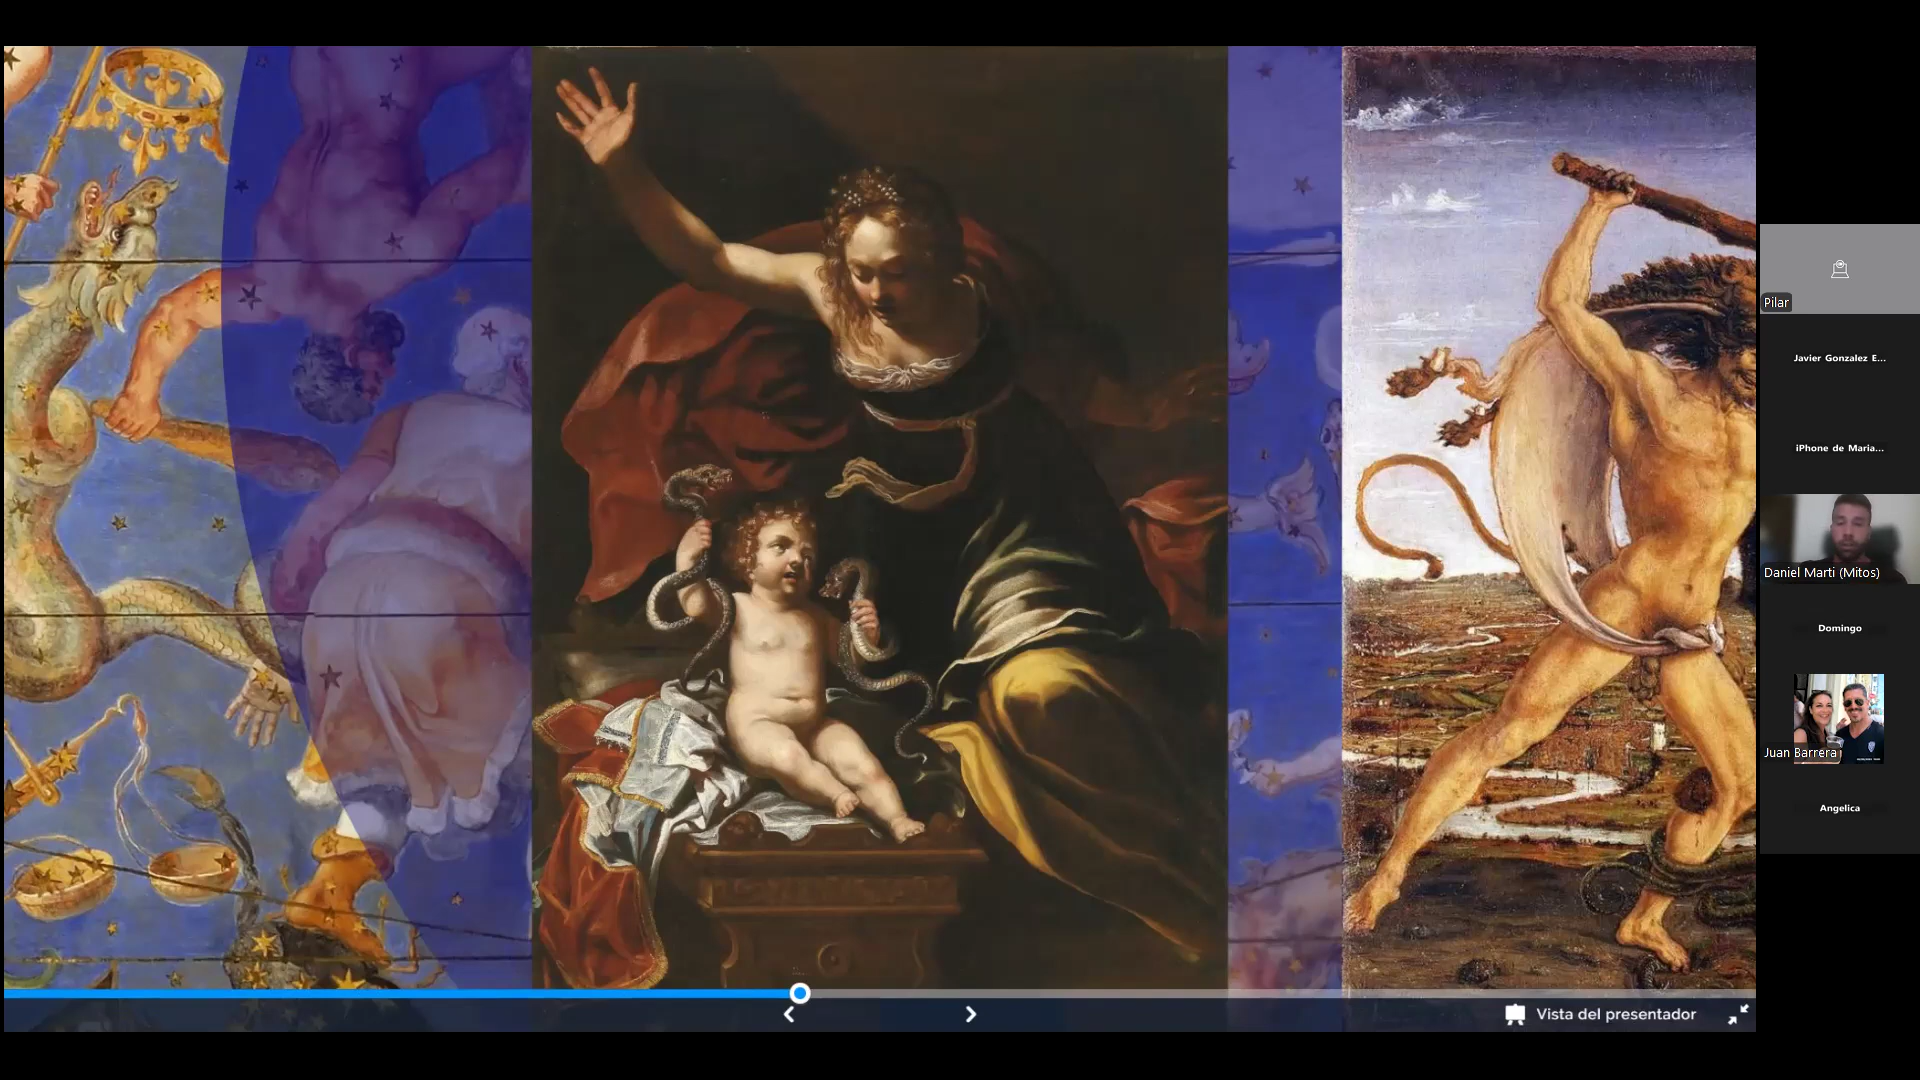 Pilar
Javier Gonzalez E...
iPhone de Maria...
Daniel Marti (Mitos)
Domingo
Juan Barrera
Angelica
Vista del presentador